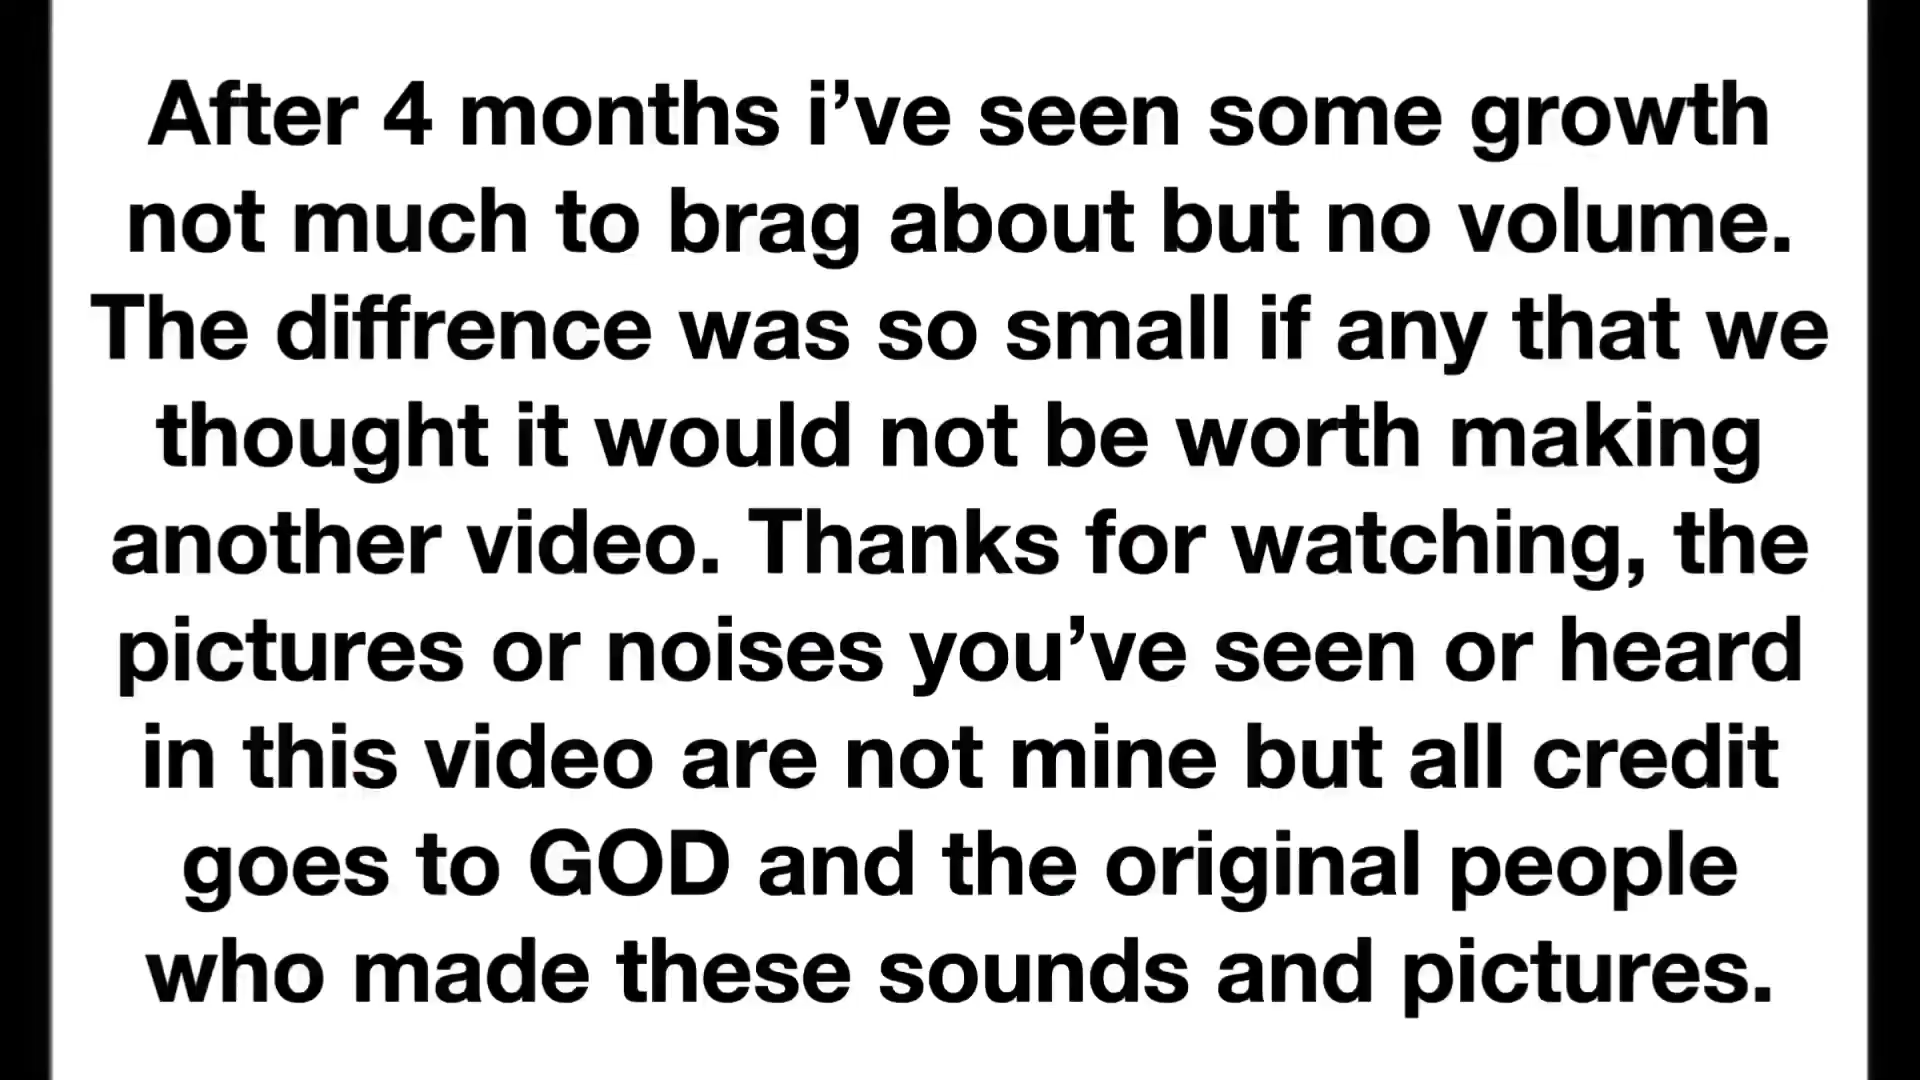 After 4 months i’ve seen some growth
not much to brag about but no volume.
The diffrence was so small if any that we
thought it would not be worth making
another video. Thanks for watching, the
pictures or noises you’ve seen or heard
in this video are not mine but all credit
goes to GOD and the original people
who made these sounds and pictures.